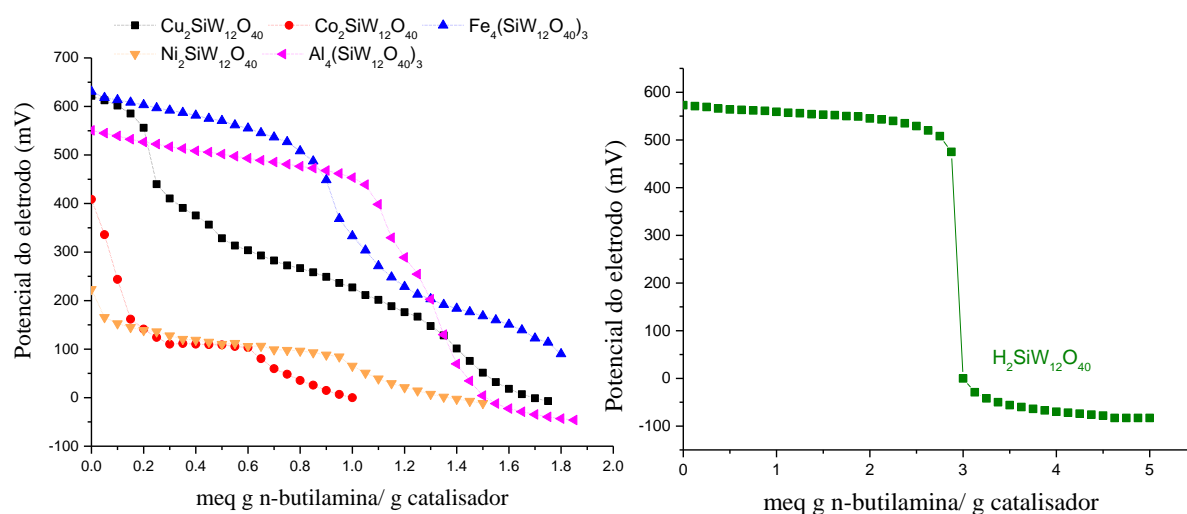 Cu2SiW12O40 Co2SiW12O40 Fe4(SiW12O40)3
Ni2SiW12O40 Al4(SiW12O40)3
700
600
500
400
300
200
100
0
-100
Potencial do eletrodo (mV)
0.0 0.2 0.4 0.6 0.8 1.0 1.2 1.4 1.6 1.8 2.0
meq g n-butilamina/ g catalisador
600
500
400
300
200
100
0
-100
Potencial do eletrodo (mV)
H2SiW12O40
0 1 2 3 4 5
meq g n-butilamina/ g catalisador